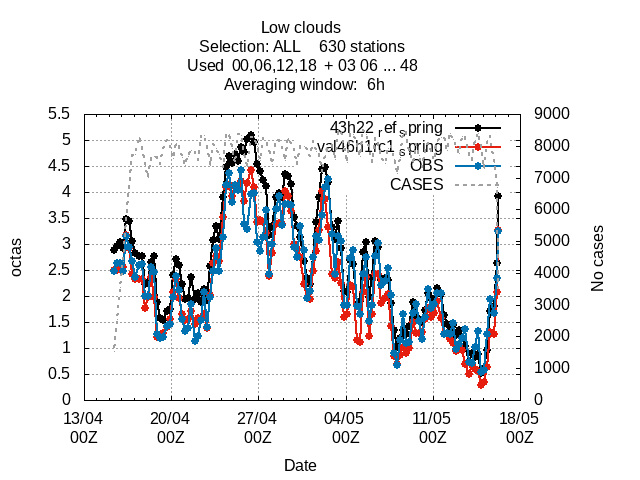 Low clouds
Selection: ALL 630 stations
Used 00,06,12,18 + 03 06 ... 48
Averaging window: 6h
5.5
5
4.5
4
3.5
3
2.5
2
1.5
1
0.5
0
octas
9000
8000
7000
6000
5000
4000
3000
2000
1000
0
No cases
43h22_ref_spring
val46h1rc1_spring
OBS
CASES
13/04 20/04 27/04 04/05 11/05 18/05
00Z 00Z 00Z 00Z 00Z 00Z
Date